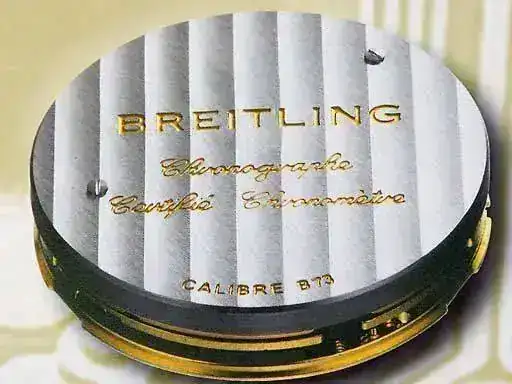 BREITLING
Chronographe
Certifié Chronomètre
CALIBRE B73